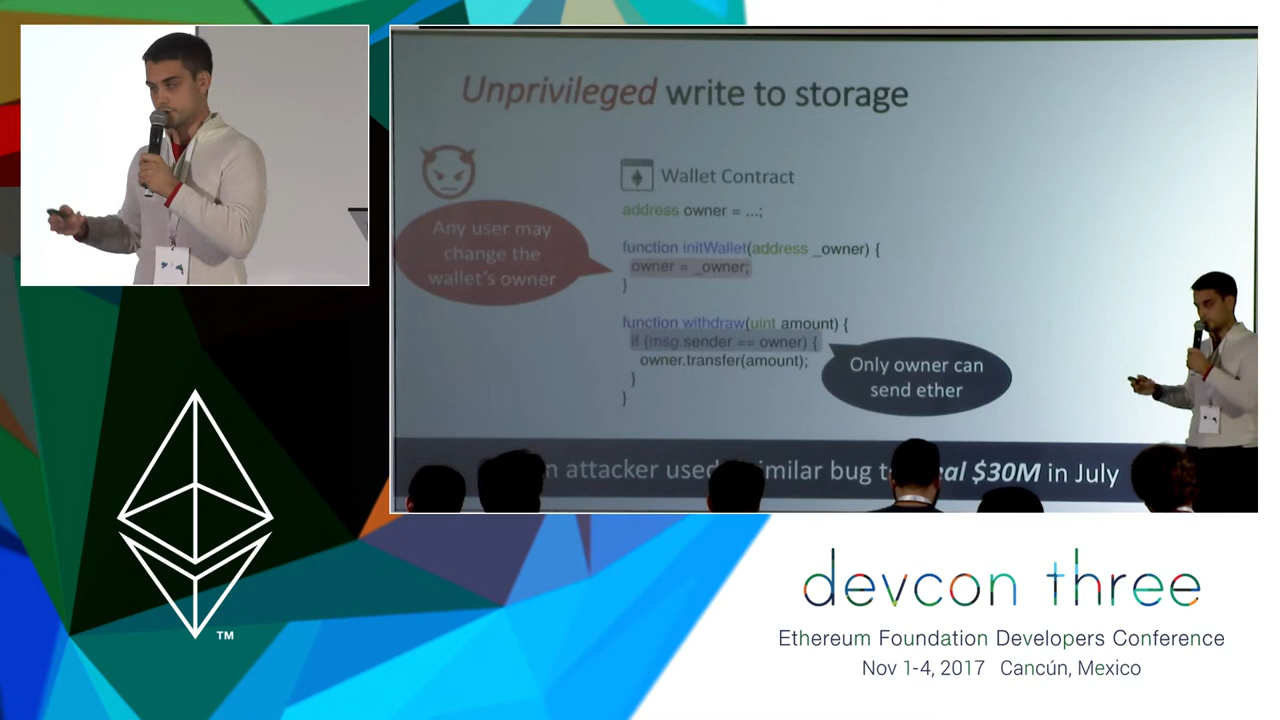 Unprivileged write to storage
Wallet Contract
address owner = ...;
Any user may
change the
wallet's owner
function initWallet(address _owner) {
owner = _owner;
}
function withdraw(uint amount) {
if (msg.sender == owner) {
owner.transfer(amount);
}
}
Only owner can
send ether
attacker used similar bug $30M in July
TM
devcon three
Ethereum Foundation Developers Conference
Nov 1-4, 2017 Cancún, Mexico